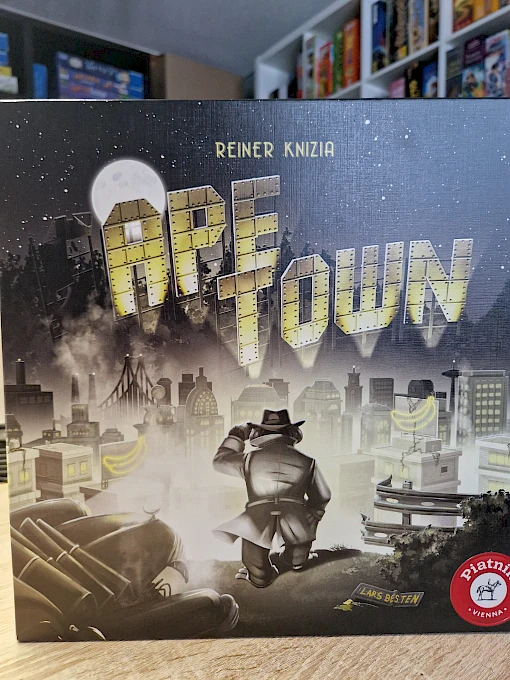 REINER KNIZIA
APE
TOWN
LARS BESTEN
Piatnik
• VIENNA •